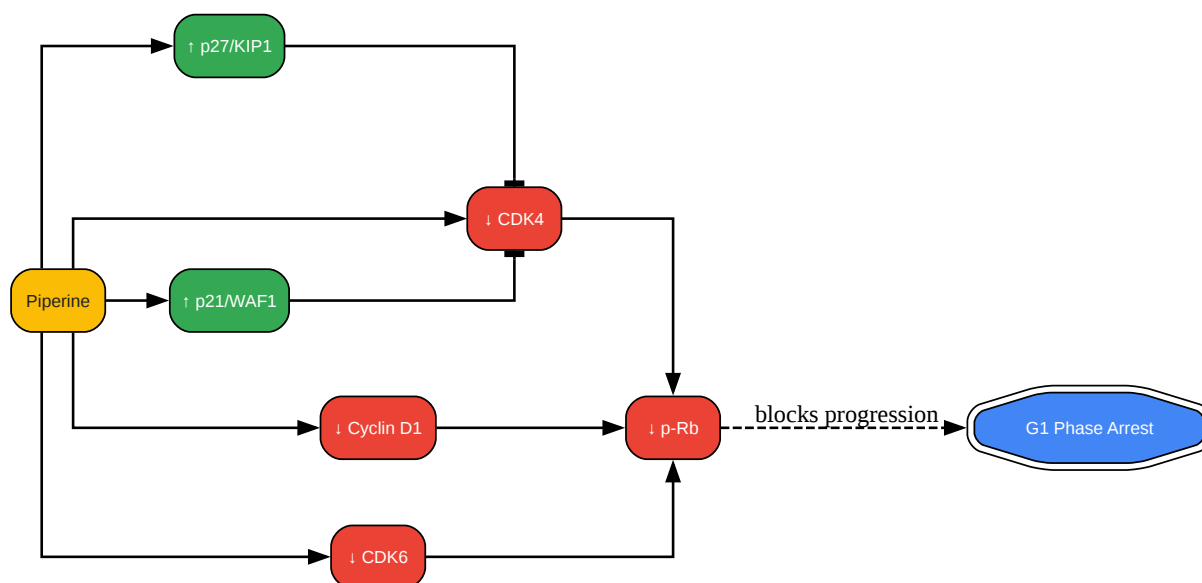 ↑ p27/KIP1
↓ CDK4
Piperine
↑ p21/WAF1
↓ Cyclin D1
↓ p-Rb
blocks progression
G1 Phase Arrest
↓ CDK6